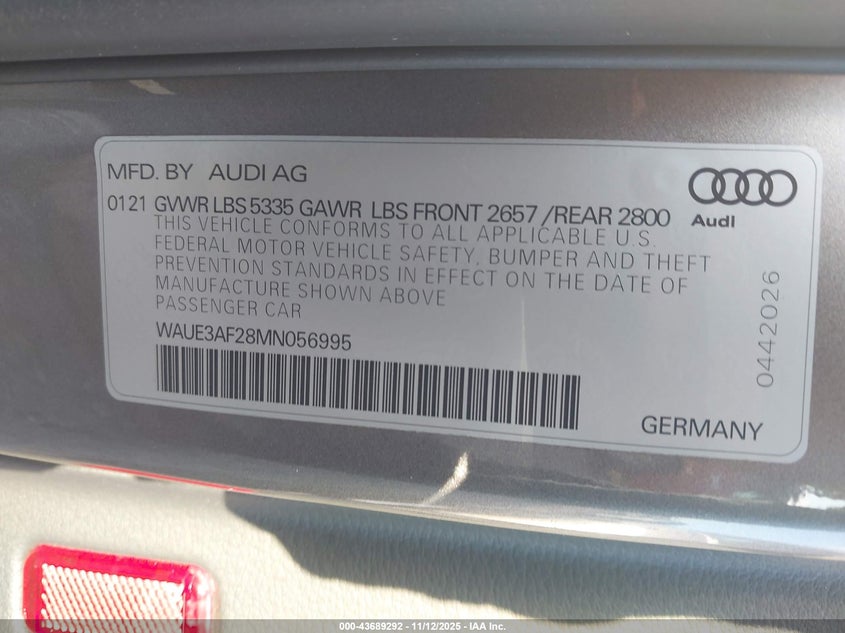 MFD. BY AUDI AG
0121 GVWR LBS 5335 GAWR LBS FRONT 2657 /REAR 2800
Audi
THIS VEHICLE CONFORMS TO ALL APPLICABLE U.S.
FEDERAL MOTOR VEHICLE SAFETY, BUMPER AND THEFT
PREVENTION STANDARDS IN EFFECT ON THE DATE OF
MANUFACTURE SHOWN ABOVE
PASSENGER CAR
WAUE3AF28MN056995
0442026
GERMANY
000-43689292 - 11/12/2025 - IAA Inc.